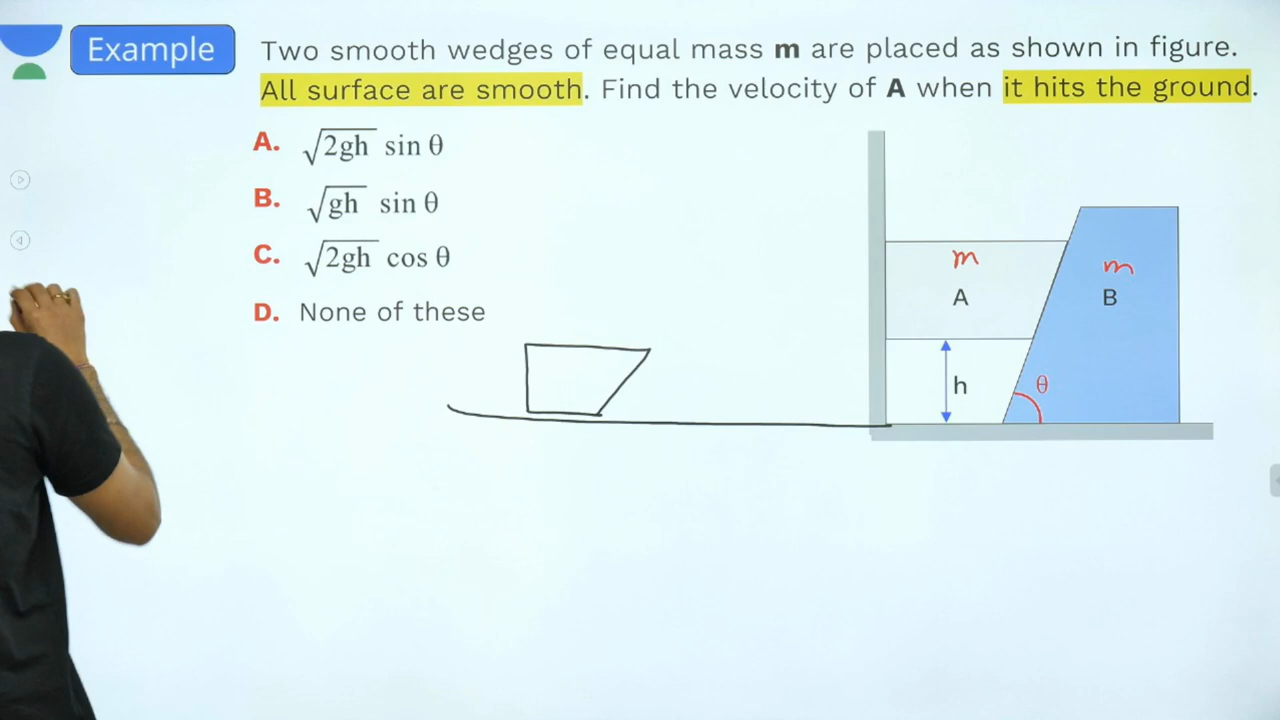 Example
Two smooth wedges of equal mass m are placed as shown in figure.
All surface are smooth. Find the velocity of A when it hits the ground.
A. √2gh sin θ
B. √gh sin θ
C. √2gh cos θ
D. None of these
m
m
A
B
h
θ